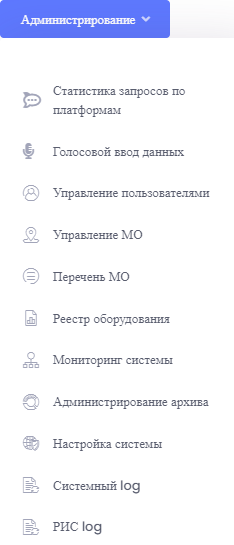 Администрирование
Статистика запросов по
платформам
Голосовой ввод данных
Управление пользователями
Управление МО
Перечень МО
Реестр оборудования
Мониторинг системы
Администрирование архива
Настройка системы
Системный log
РИС log